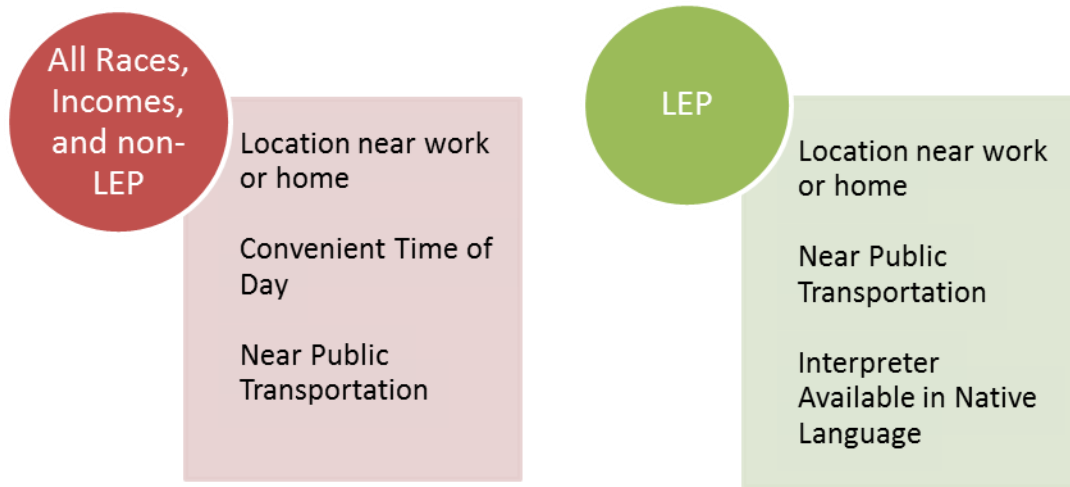 All Races,
Incomes,
and non-
LEP
Location near work
or home
Convenient Time of
Day
Near Public
Transportation
LEP
Location near work
or home
Near Public
Transportation
Interpreter
Available in Native
Language